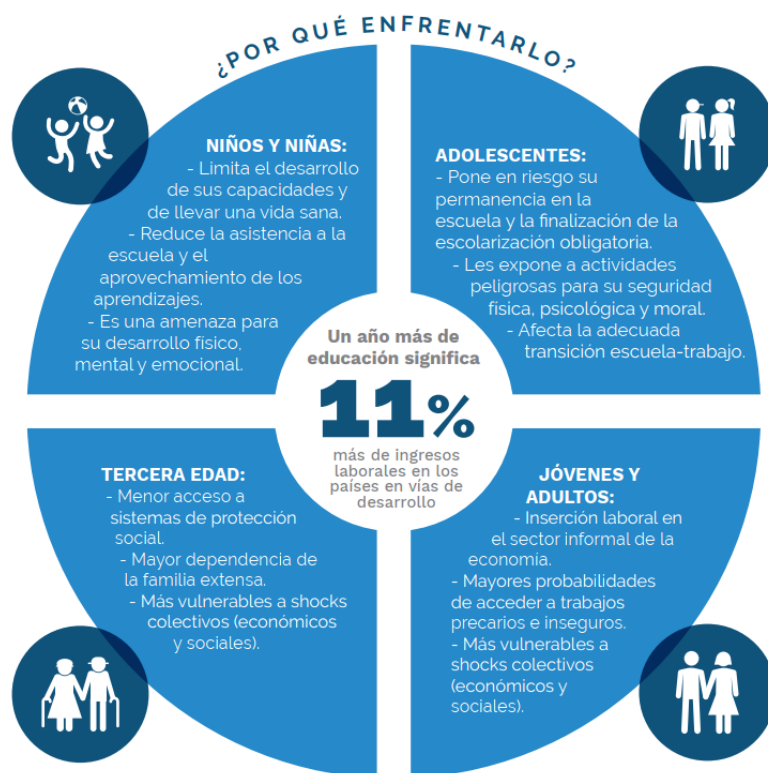 ¿POR QUÉ ENFRENTARLO?
NIÑOS Y NIÑAS:
- Limita el desarrollo
de sus capacidades y
de llevar una vida sana.
- Reduce la asistencia a la
escuela y el
aprovechamiento de los
aprendizajes.
- Es una amenaza para
su desarrollo físico,
mental y emocional.
ADOLESCENTES:
- Pone en riesgo su
permanencia en la
escuela y la finalización de la
escolarización obligatoria.
- Les expone a actividades
peligrosas para su seguridad
física, psicológica y moral.
- Afecta la adecuada
transición escuela-trabajo.
Un año más de
educación significa
11%
más de ingresos
laborales en los
países en vías de
desarrollo
TERCERA EDAD:
- Menor acceso a
sistemas de protección
social.
- Mayor dependencia de
la familia extensa.
- Más vulnerables a shocks
colectivos (económicos
y sociales).
JÓVENES Y
ADULTOS:
- Inserción laboral en
el sector informal de la
economía.
- Mayores probabilidades
de acceder a trabajos
precarios e inseguros.
- Más vulnerables a
shocks colectivos
(económicos y
sociales).